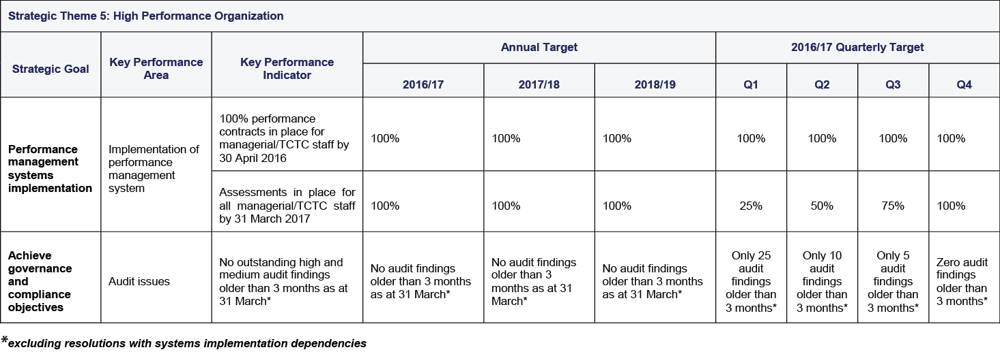 Strategic Theme 5: High Performance Organization
Strategic Goal
Key Performance
Area
Key Performance
Indicator
Annual Target
2016/17 Quarterly Target
2016/17
2017/18
2018/19
Q1
Q2
Q3
Q4
Performance
management
systems
implementation
Implementation of
performance
management
system
100% performance
contracts in place for
managerial/TCTC staff by
30 April 2016
100%
100%
100%
100%
100%
100%
100%
Assessments in place for
all managerial/TCTC staff
by 31 March 2017
100%
100%
100%
25%
50%
75%
100%
Achieve
governance
and
compliance
objectives
Audit issues
No outstanding high and
medium audit findings
older than 3 months as at
31 March*
No audit findings
older than 3 months
as at 31 March*
No audit findings
older than 3
months as at 31
March*
No audit findings
older than 3 months
as at 31 March*
Only 25
audit
findings
older than
3 months*
Only 10
audit
findings
older than
3 months*
Only 5
audit
findings
older than
3 months*
Zero audit
findings
older than
3 months*
*excluding resolutions with systems implementation dependencies